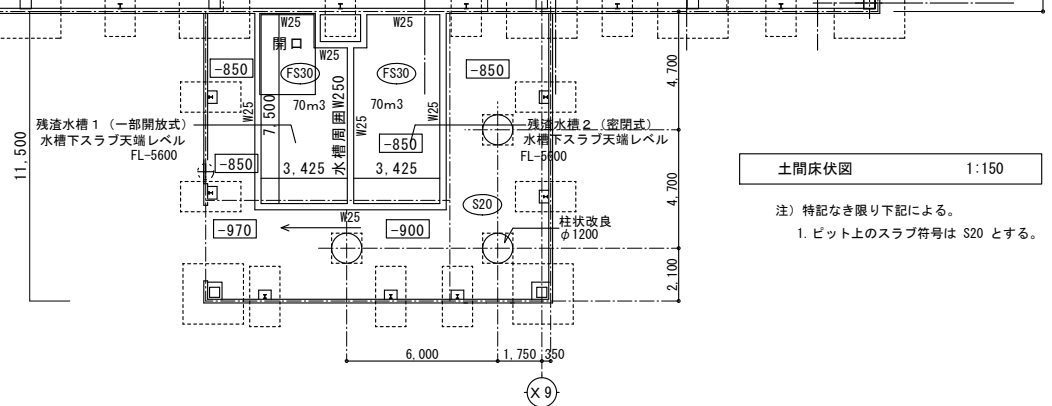 W25
W25
開口
W25
-850
FS30
FS30
-850
70m3
70m3
7,500
W25
水槽周囲W250
W25
W25
11,500
残渣水槽1（一部開放式）
水槽下スラブ天端レベル
FL-5600
残渣水槽2（密閉式）
水槽下スラブ天端レベル
FL-5600
-850
-850
3,425
3,425
S20
W25
-970
-900
柱状改良
φ1200
4,700
4,700
2,100
6,000
1,750
350
X9
土間床伏図 1:150
注）特記なき限り下記による。
1. ピット上のスラブ符号は S20 とする。